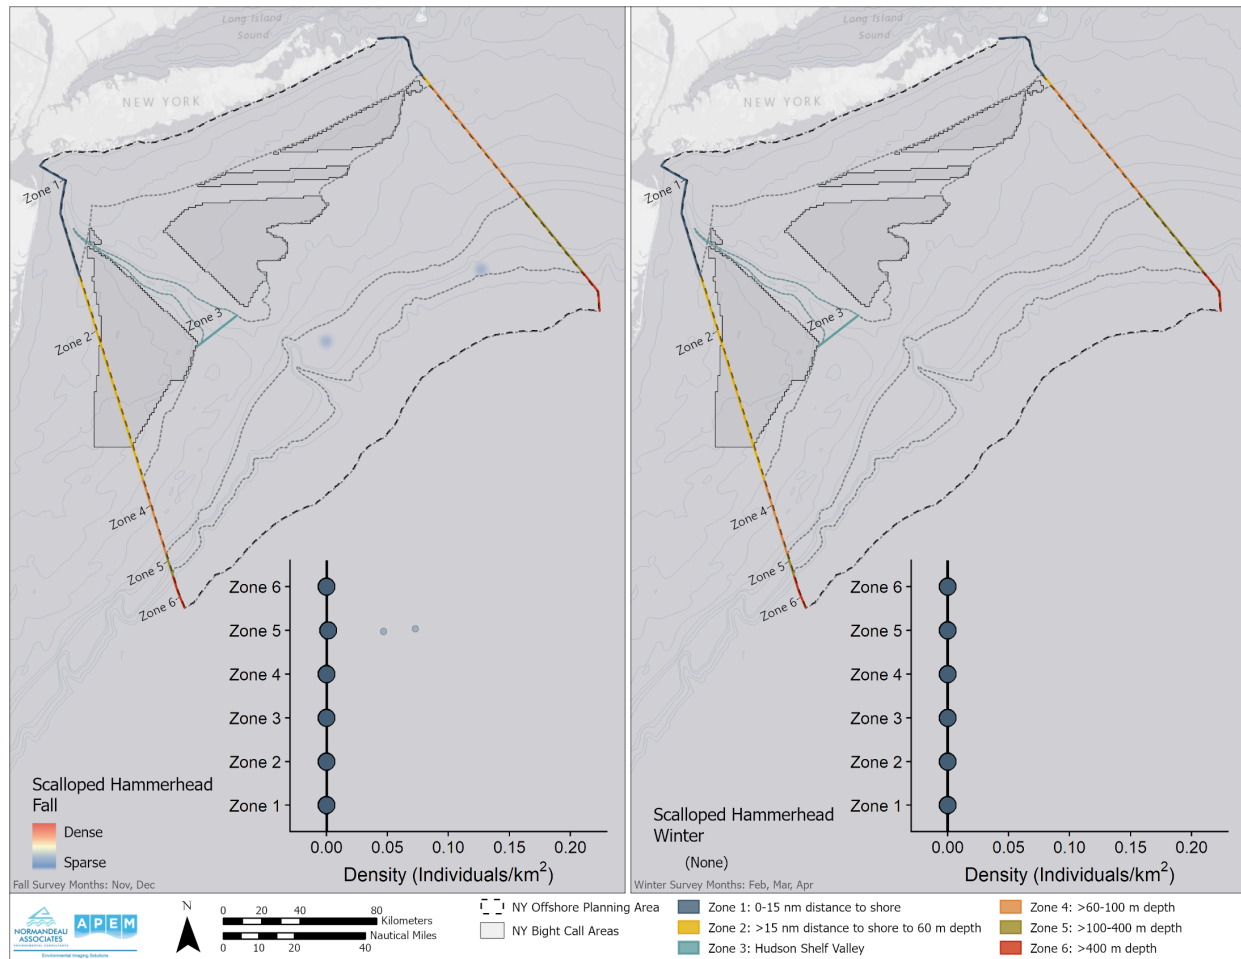 Long Island
Sound
NEW YORK
Zone 1
Zone 2
Zone 3
Zone 4
Zone 5
Zone 6
Zone 6
Zone 5
Zone 4
Zone 3
Zone 2
Zone 1
0.00 0.05 0.10 0.15 0.20
Density (Individuals/km²)
Scalloped Hammerhead
Fall
Dense
Sparse
Fall Survey Months: Nov, Dec
Long Island
Sound
NEW YORK
Zone 1
Zone 2
Zone 3
Zone 4
Zone 5
Zone 6
Zone 6
Zone 5
Zone 4
Zone 3
Zone 2
Zone 1
0.00 0.05 0.10 0.15 0.20
Density (Individuals/km²)
Scalloped Hammerhead
Winter
(None)
Winter Survey Months: Feb, Mar, Apr
NORMANDEAU
ASSOCIATES
ENVIRONMENTAL CONSULTANTS
APEM
Environmental Imaging Solutions
N
0 20 40 80
Kilometers
Nautical Miles
0 10 20 40
NY Offshore Planning Area
NY Bight Call Areas
Zone 1: 0-15 nm distance to shore
Zone 2: >15 nm distance to shore to 60 m depth
Zone 3: Hudson Shelf Valley
Zone 4: >60-100 m depth
Zone 5: >100-400 m depth
Zone 6: >400 m depth